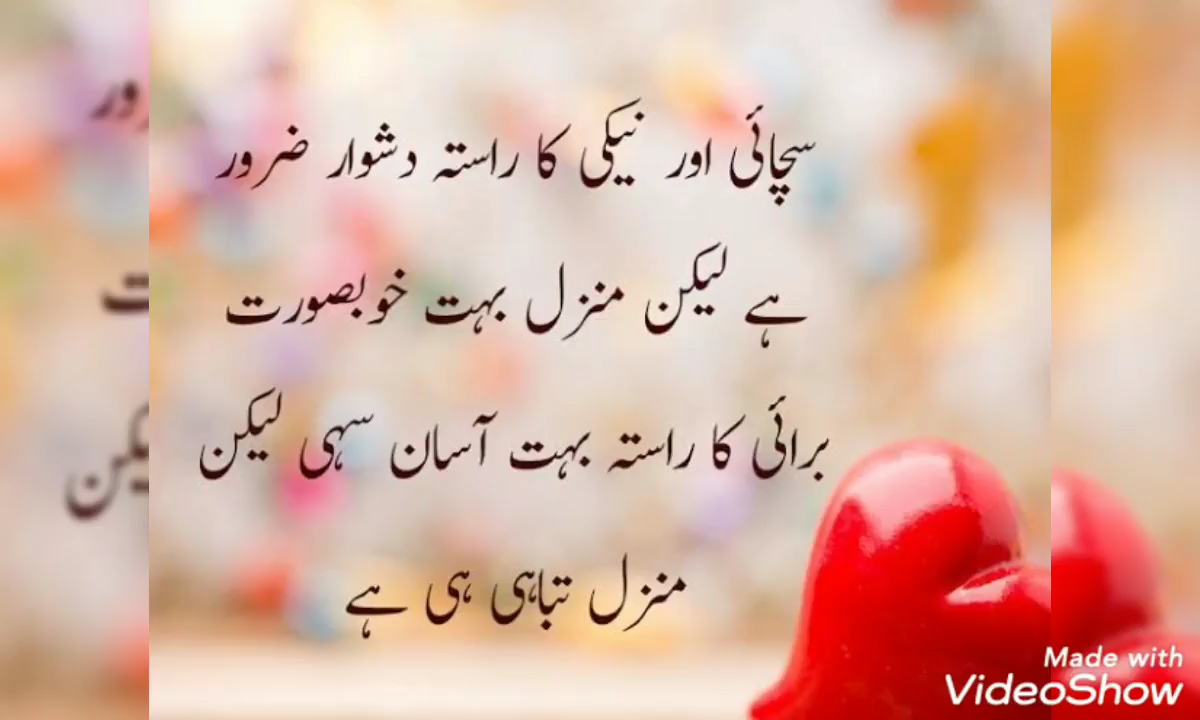 سچائی اور نیکی کا راستہ دشوار ضرور
ہے لیکن منزل بہت خوبصورت
برائی کا راستہ بہت آسان سہی لیکن
منزل تباہی ہی ہے
Made with
VideoShow